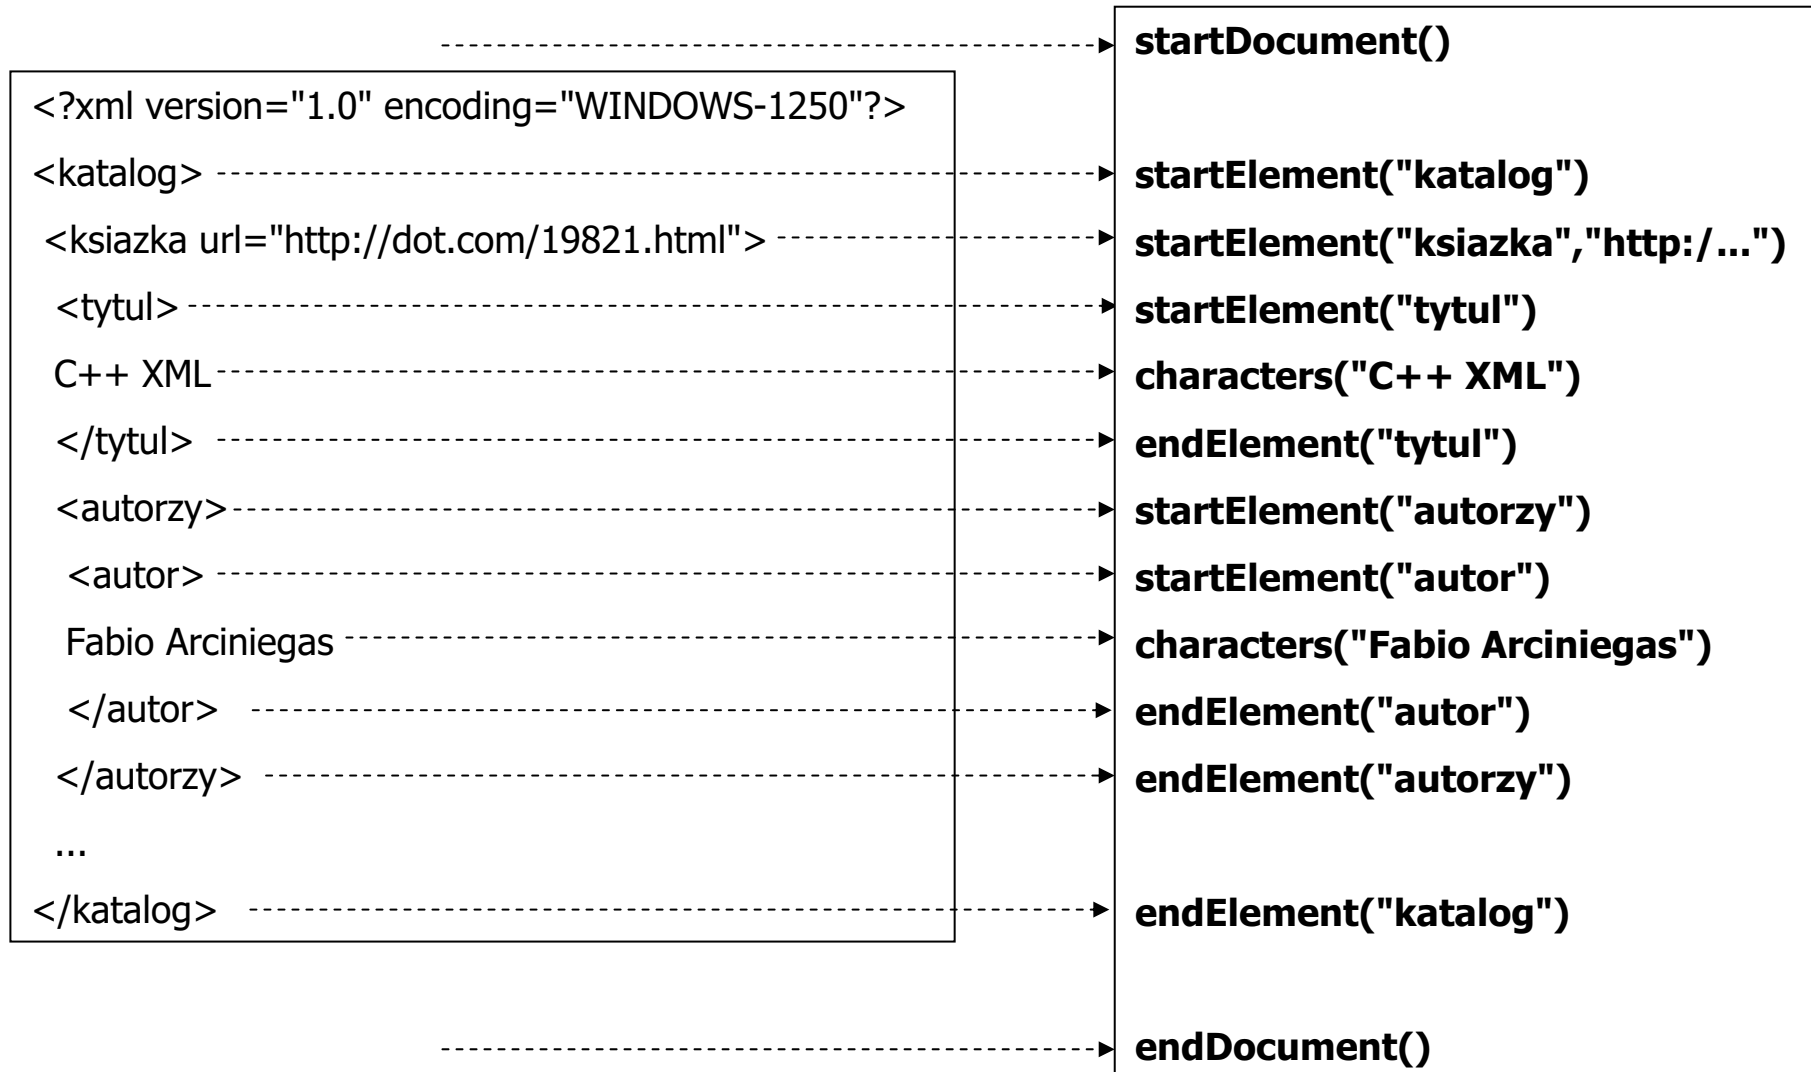 startDocument()
<?xml version="1.0" encoding="WINDOWS-1250"?>
<katalog>
startElement("katalog")
<ksiazka url="http://dot.com/19821.html">
startElement("ksiazka","http:/...")
<tytul>
startElement("tytul")
C++ XML
characters("C++ XML")
</tytul>
endElement("tytul")
<autorzy>
startElement("autorzy")
<autor>
startElement("autor")
Fabio Arciniegas
characters("Fabio Arciniegas")
</autor>
endElement("autor")
</autorzy>
endElement("autorzy")
...
</katalog>
endElement("katalog")
endDocument()